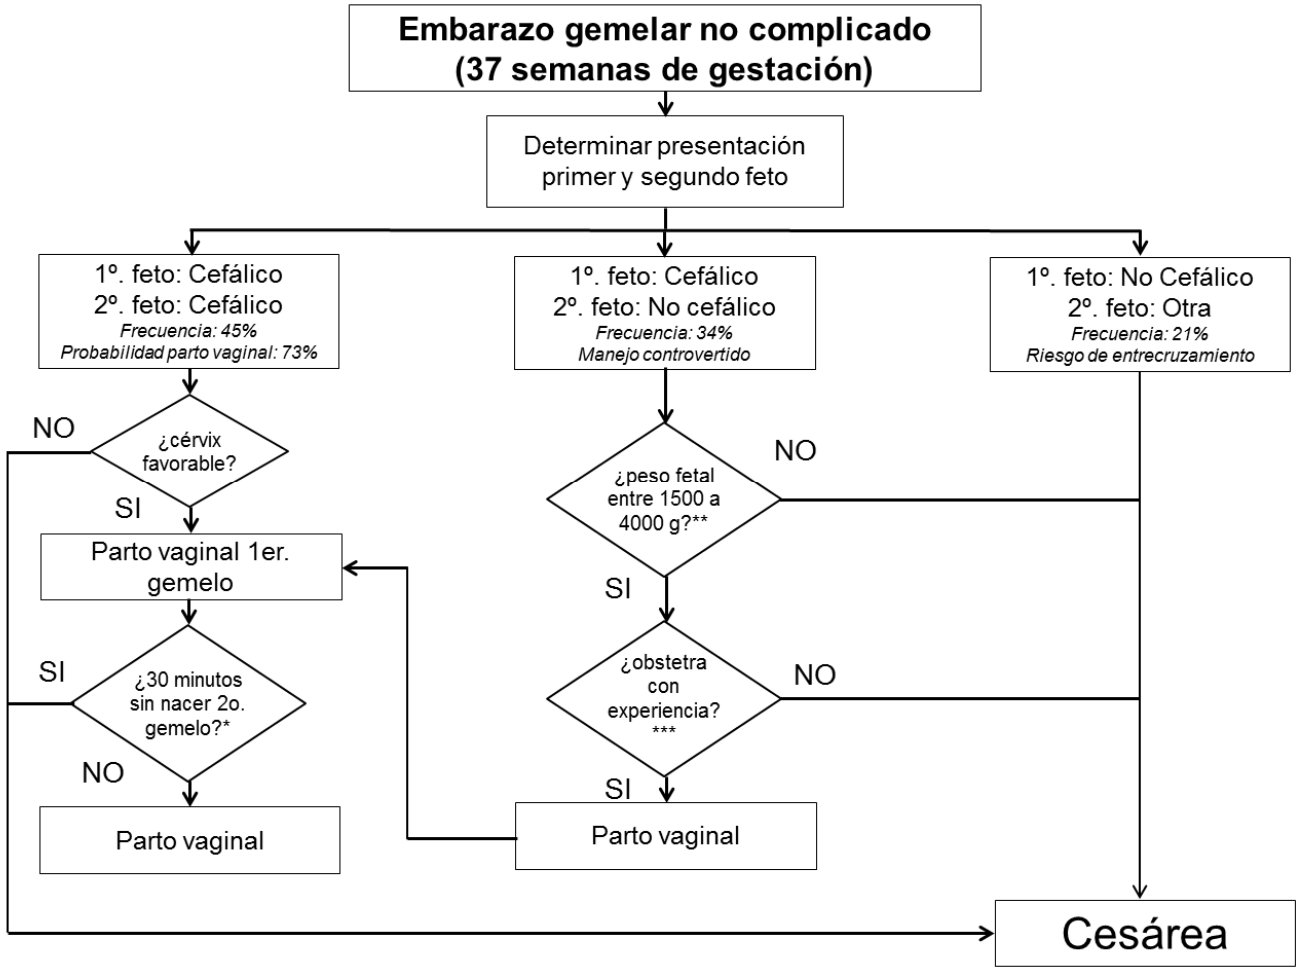 Embarazo gemelar no complicado
(37 semanas de gestación)
Determinar presentación
primer y segundo feto
1º. feto: Cefálico
2º. feto: Cefálico
Frecuencia: 45%
Probabilidad parto vaginal: 73%
1º. feto: Cefálico
2º. feto: No cefálico
Frecuencia: 34%
Manejo controvertido
1º. feto: No Cefálico
2º. feto: Otra
Frecuencia: 21%
Riesgo de entrecruzamiento
NO
¿cérvix
favorable?
SI
NO
¿peso fetal
entre 1500 a
4000 g?**
SI
Parto vaginal 1er.
gemelo
SI
¿30 minutos
sin nacer 2o.
gemelo?*
NO
¿obstetra
con
experiencia?
***
NO
SI
Parto vaginal
Parto vaginal
Cesárea